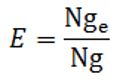 E = Ngₑ / Ng